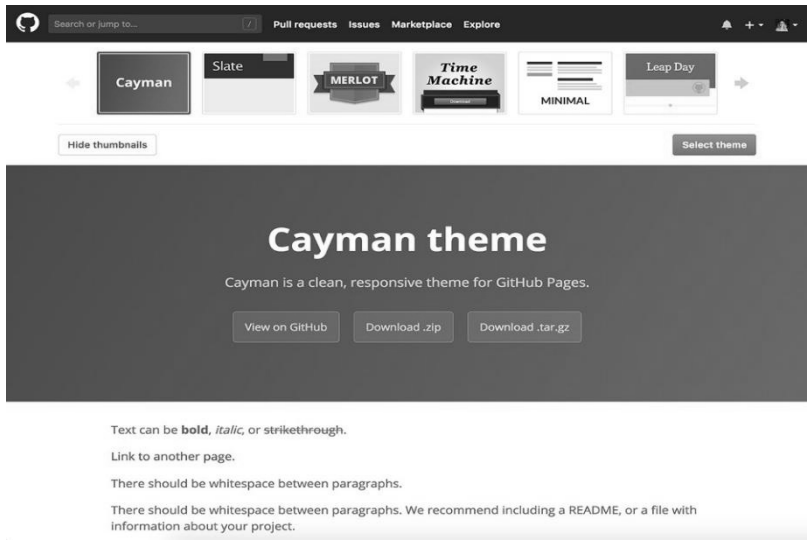 Search or jump to... /
Pull requests Issues Marketplace Explore
Cayman
Slate
MERLOT
Time
Machine
Download
MINIMAL
Leap Day
Hide thumbnails
Select theme
Cayman theme
Cayman is a clean, responsive theme for GitHub Pages.
View on GitHub
Download .zip
Download .tar.gz
Text can be bold, italic, or strikethrough.
Link to another page.
There should be whitespace between paragraphs.
There should be whitespace between paragraphs. We recommend including a README, or a file with
information about your project.